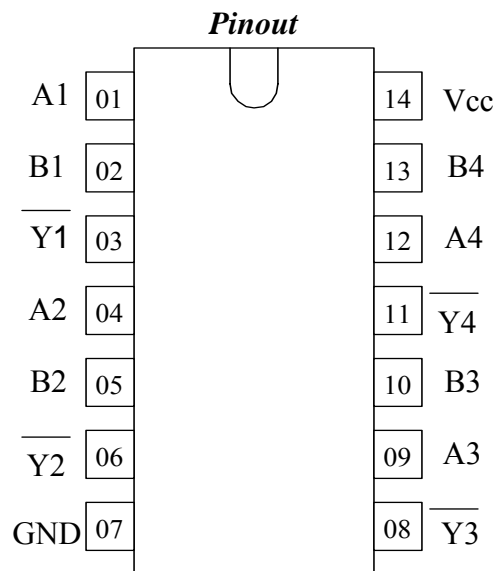 Pinout
A1 01 14 Vcc
B1 02 13 B4
Y1 03 12 A4
A2 04 11 Y4
B2 05 10 B3
Y2 06 09 A3
GND 07 08 Y3